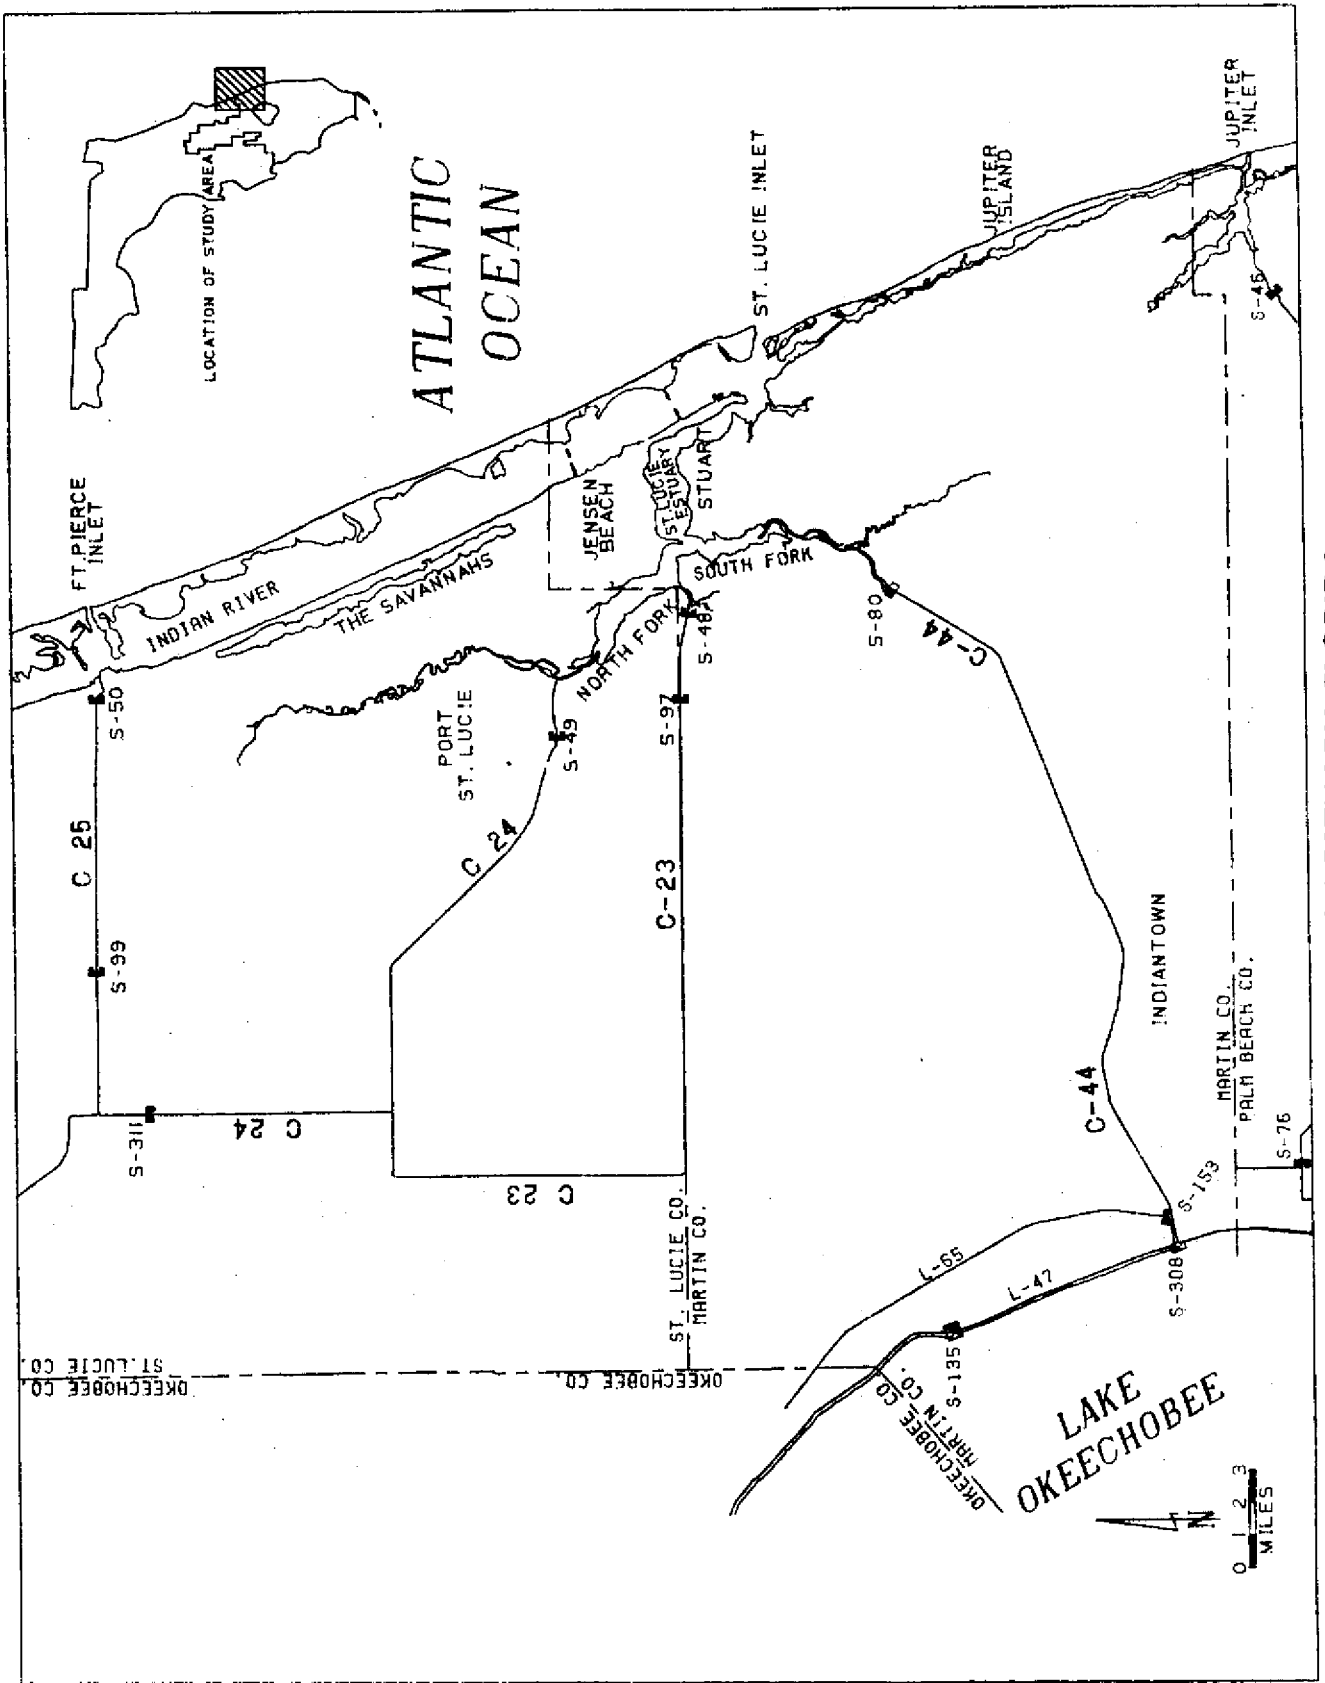 LOCATION OF STUDY AREA
ATLANTIC
OCEAN
FT. PIERCE
INLET
INDIAN RIVER
THE SAVANNAHS
JENSEN
BEACH
ST. LUCIE
ESTUARY
STUART
ST. LUCIE INLET
JUPITER
ISLAND
JUPITER
INLET
S-46
S-50
C 25
S-99
S-311
C 24
PORT
ST. LUCIE
NORTH FORK
S-49
C 24
S-48
S-97
C-23
C 23
SOUTH FORK
S-80
C-44
INDIANTOWN
C-44
MARTIN CO.
PALM BEACH CO.
S-76
S-153
S-308
L-65
L-47
S-135
ST. LUCIE CO.
MARTIN CO.
ST. LUCIE CO.
OKEECHOBEE CO.
OKEECHOBEE CO.
OKEECHOBEE CO
MARTIN CO.
LAKE
OKEECHOBEE
N
0 1 2 3
MILES